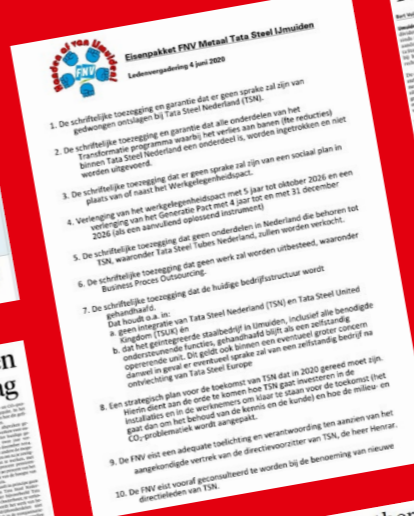 handen af van IJmuiden!
FNV
Eisenpakket FNV Metaal Tata Steel IJmuiden
Ledenvergadering 4 juni 2020
1. De schriftelijke toezegging en garantie dat er geen sprake zal zijn van
gedwongen ontslagen bij Tata Steel Nederland (TSN).
2. De schriftelijke toezegging en garantie dat alle onderdelen van het
Transformatie programma waarbij het verlies aan banen (fte reducties)
binnen Tata Steel Nederland een onderdeel is, worden ingetrokken en niet
worden uitgevoerd.
3. De schriftelijke toezegging dat er geen sprake zal zijn van een sociaal plan in
plaats van of naast het Werkgelegenheidspact.
4. Verlenging van het werkgelegenheidspact met 5 jaar tot oktober 2026 en een
verlenging van het Generatie Pact met 4 jaar tot en met 31 december
2026 (als een aanvullend oplossend instrument)
5. De schriftelijke toezegging dat geen onderdelen in Nederland die behoren tot
TSN, waaronder Tata Steel Tubes Nederland, zullen worden verkocht.
6. De schriftelijke toezegging dat geen werk zal worden uitbesteed, waaronder
Business Proces Outsourcing.
7. De schriftelijke toezegging dat de huidige bedrijfsstructuur wordt
gehandhaafd.
Dat houdt o.a. in:
a. geen integratie van Tata Steel Nederland (TSN) en Tata Steel United
Kingdom (TSUK) én
b. dat het geïntegreerde staalbedrijf in IJmuiden, inclusief alle benodigde
ondersteunende functies, gehandhaafd blijft als een zelfstandig
opererende unit. Dit geldt ook binnen een eventueel groter concern
danwel in geval er eventueel sprake zal van een zelfstandig bedrijf na
ontvlechting van Tata Steel Europe
8. Een strategisch plan voor de toekomst van TSN dat in 2020 gereed moet zijn.
Hierin dient aan de orde te komen hoe TSN gaat investeren in de
installaties en in de werknemers om klaar te staan voor de toekomst (het
gaat dan om het behoud van de kennis en de kunde) en hoe de milieu- en
CO₂-problematiek wordt aangepakt.
9. De FNV eist een adequate toelichting en verantwoording ten aanzien van het
aangekondigde vertrek van de directievoorzitter van TSN, de heer Henrar.
10. De FNV eist vooraf geconsulteerd te worden bij de benoeming van nieuwe
directieleden van TSN.